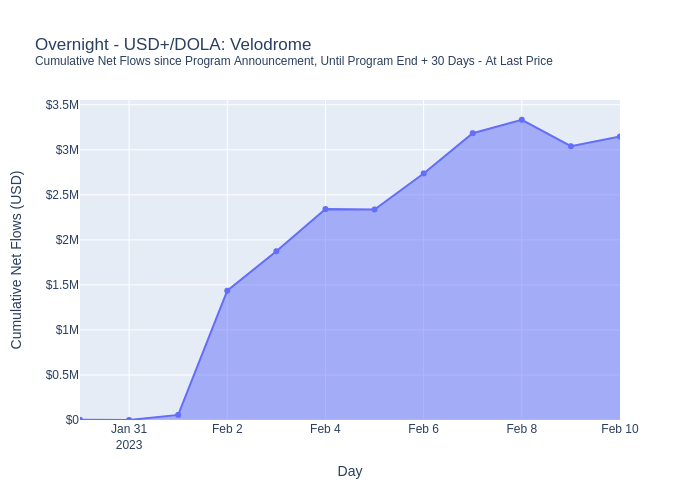 Overnight - USD+/DOLA: Velodrome
Cumulative Net Flows since Program Announcement, Until Program End + 30 Days - At Last Price
Cumulative Net Flows (USD)
$3.5M
$3M
$2.5M
$2M
$1.5M
$1M
$0.5M
$0
Jan 31 Feb 2 Feb 4 Feb 6 Feb 8 Feb 10
2023
Day